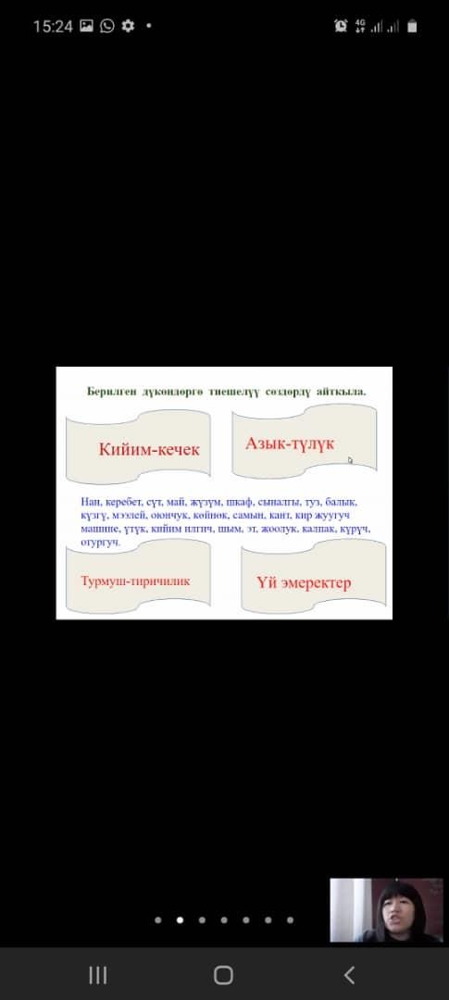 15:24
4G
Берилген дүкөндөргө тиешелүү сөздөрдү айткыла.
Кийим-кечек
Азык-түлүк
Нан, керебет, сүт, май, жүзүм, шкаф, сыналгы, туз, балык,
күзгү, мээлей, оюнчук, көйнөк, самын, кант, кир жуугуч
машине, үтүк, кийим илгич, шым, эт, жоолук, калпак, күрүч,
отургуч.
Турмуш-тиричилик
Үй эмеректер